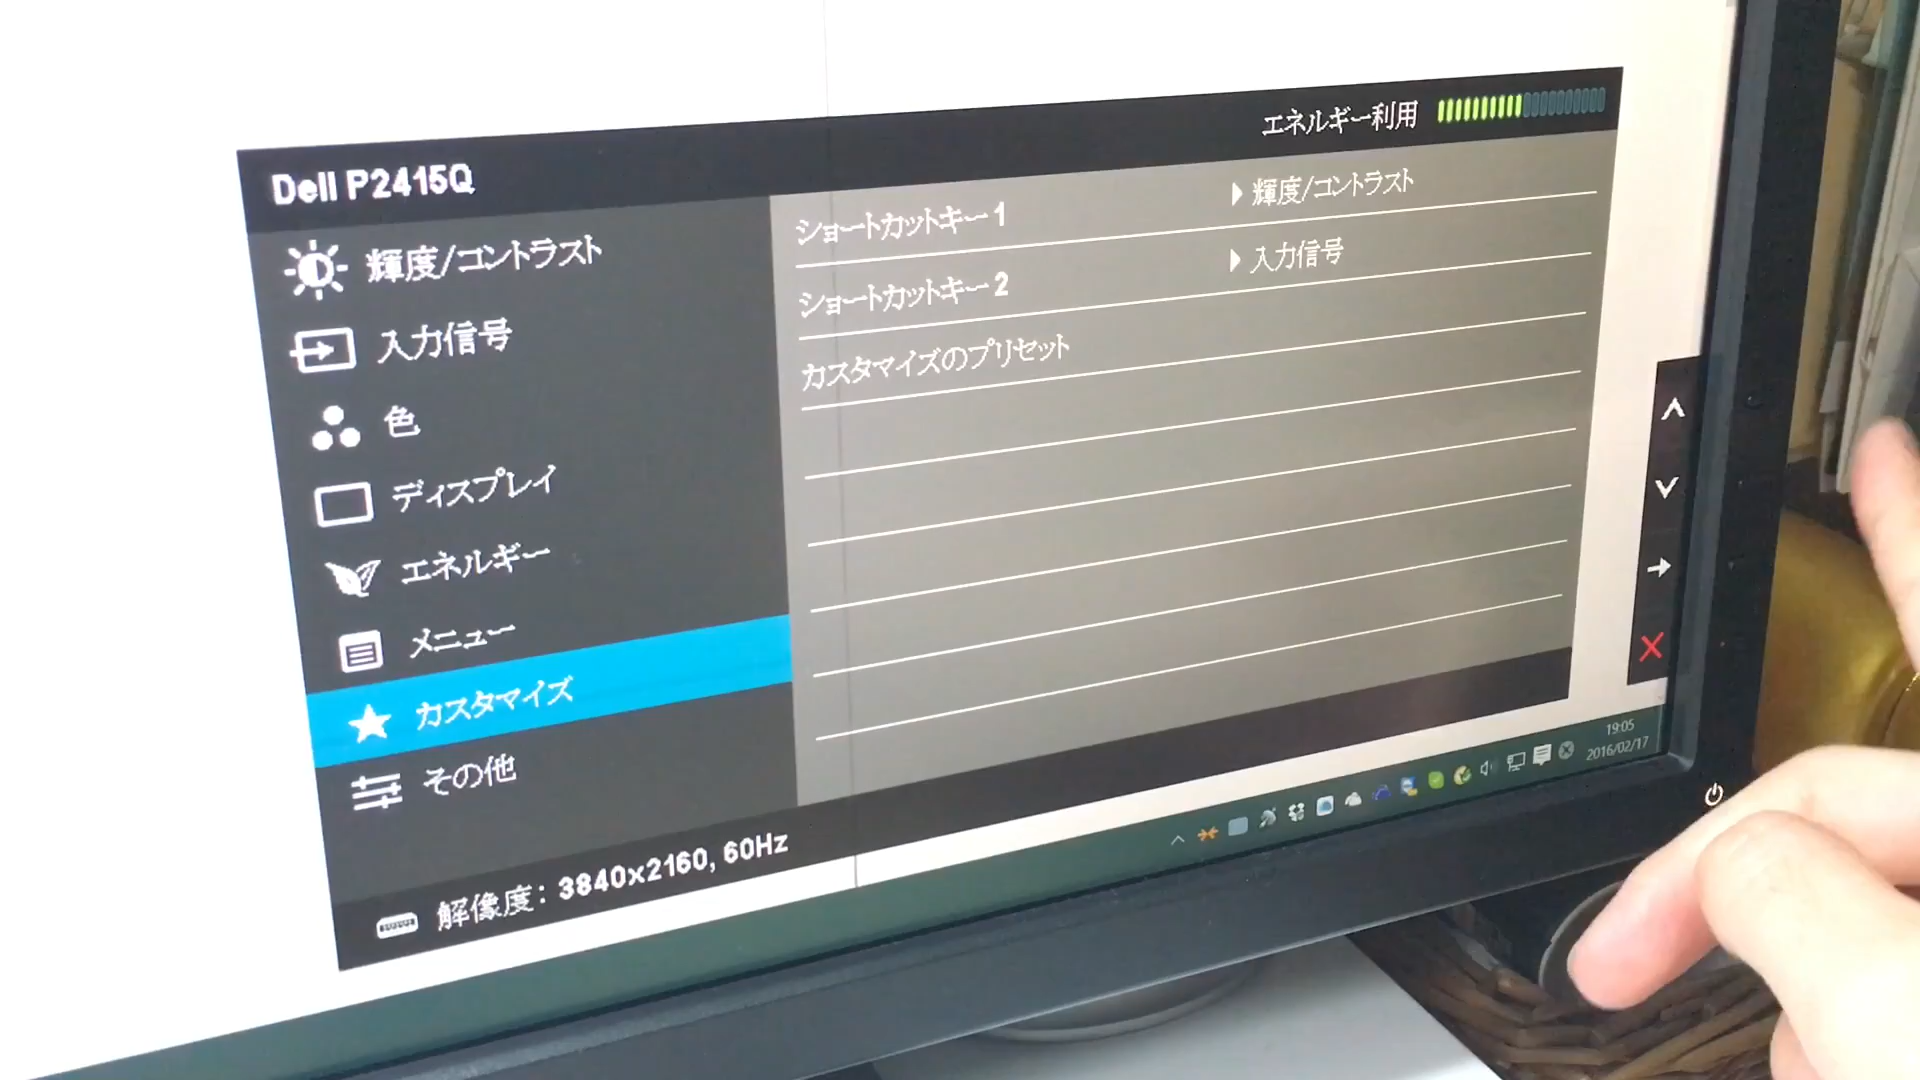 Dell P2415Q
エネルギー利用
輝度/コントラスト
入力信号
色
ディスプレイ
エネルギー
メニュー
カスタマイズ
その他
ショートカットキー 1
輝度/コントラスト
ショートカットキー 2
入力信号
カスタマイズのプリセット
解像度: 3840x2160, 60Hz
19:05
2016/02/17